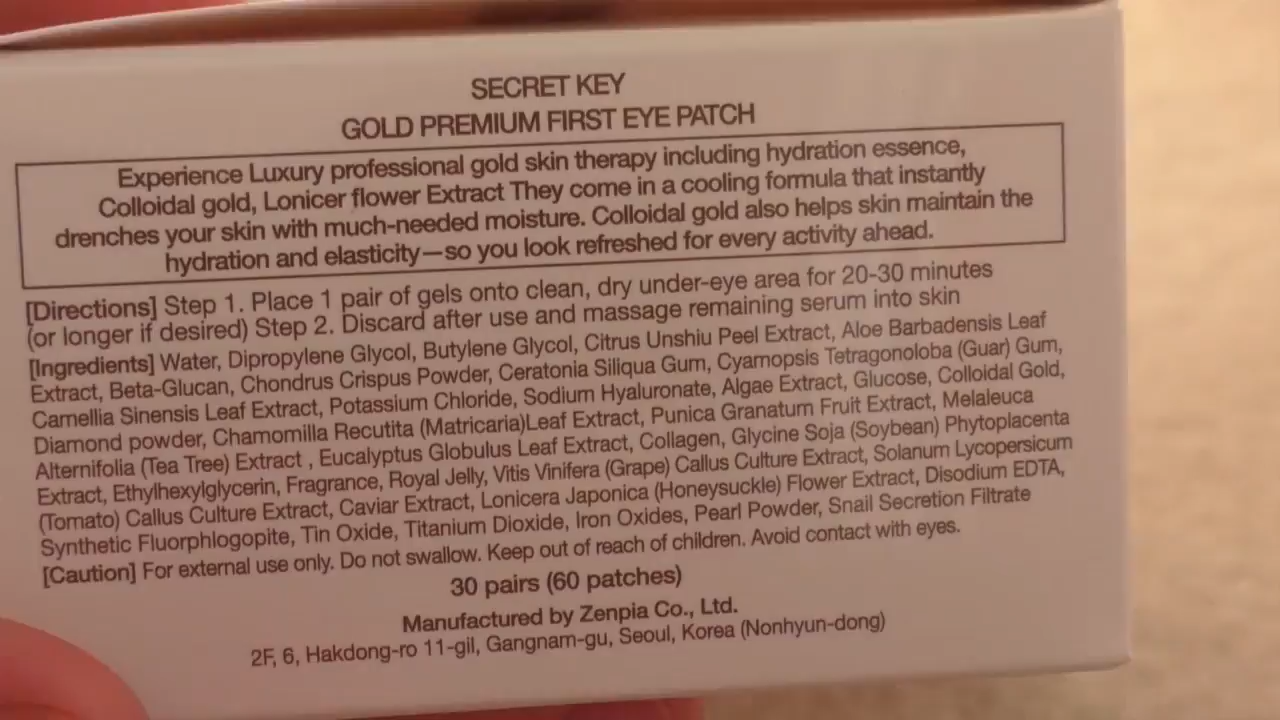 SECRET KEY
GOLD PREMIUM FIRST EYE PATCH
Experience Luxury professional gold skin therapy including hydration essence,
Colloidal gold, Lonicer flower Extract They come in a cooling formula that instantly
drenches your skin with much-needed moisture. Colloidal gold also helps skin maintain the
hydration and elasticity—so you look refreshed for every activity ahead.
[Directions] Step 1. Place 1 pair of gels onto clean, dry under-eye area for 20-30 minutes
(or longer if desired) Step 2. Discard after use and massage remaining serum into skin
[Ingredients] Water, Dipropylene Glycol, Butylene Glycol, Citrus Unshiu Peel Extract, Aloe Barbadensis Leaf
Extract, Beta-Glucan, Chondrus Crispus Powder, Ceratonia Siliqua Gum, Cyamopsis Tetragonoloba (Guar) Gum,
Camellia Sinensis Leaf Extract, Potassium Chloride, Sodium Hyaluronate, Algae Extract, Glucose, Colloidal Gold,
Diamond powder, Chamomilla Recutita (Matricaria)Leaf Extract, Punica Granatum Fruit Extract, Melaleuca
Alternifolia (Tea Tree) Extract , Eucalyptus Globulus Leaf Extract, Collagen, Glycine Soja (Soybean) Phytoplacenta
Extract, Ethylhexylglycerin, Fragrance, Royal Jelly, Vitis Vinifera (Grape) Callus Culture Extract, Solanum Lycopersicum
(Tomato) Callus Culture Extract, Caviar Extract, Lonicera Japonica (Honeysuckle) Flower Extract, Disodium EDTA,
Synthetic Fluorphlogopite, Tin Oxide, Titanium Dioxide, Iron Oxides, Pearl Powder, Snail Secretion Filtrate
[Caution] For external use only. Do not swallow. Keep out of reach of children. Avoid contact with eyes.
30 pairs (60 patches)
Manufactured by Zenpia Co., Ltd.
2F, 6, Hakdong-ro 11-gil, Gangnam-gu, Seoul, Korea (Nonhyun-dong)